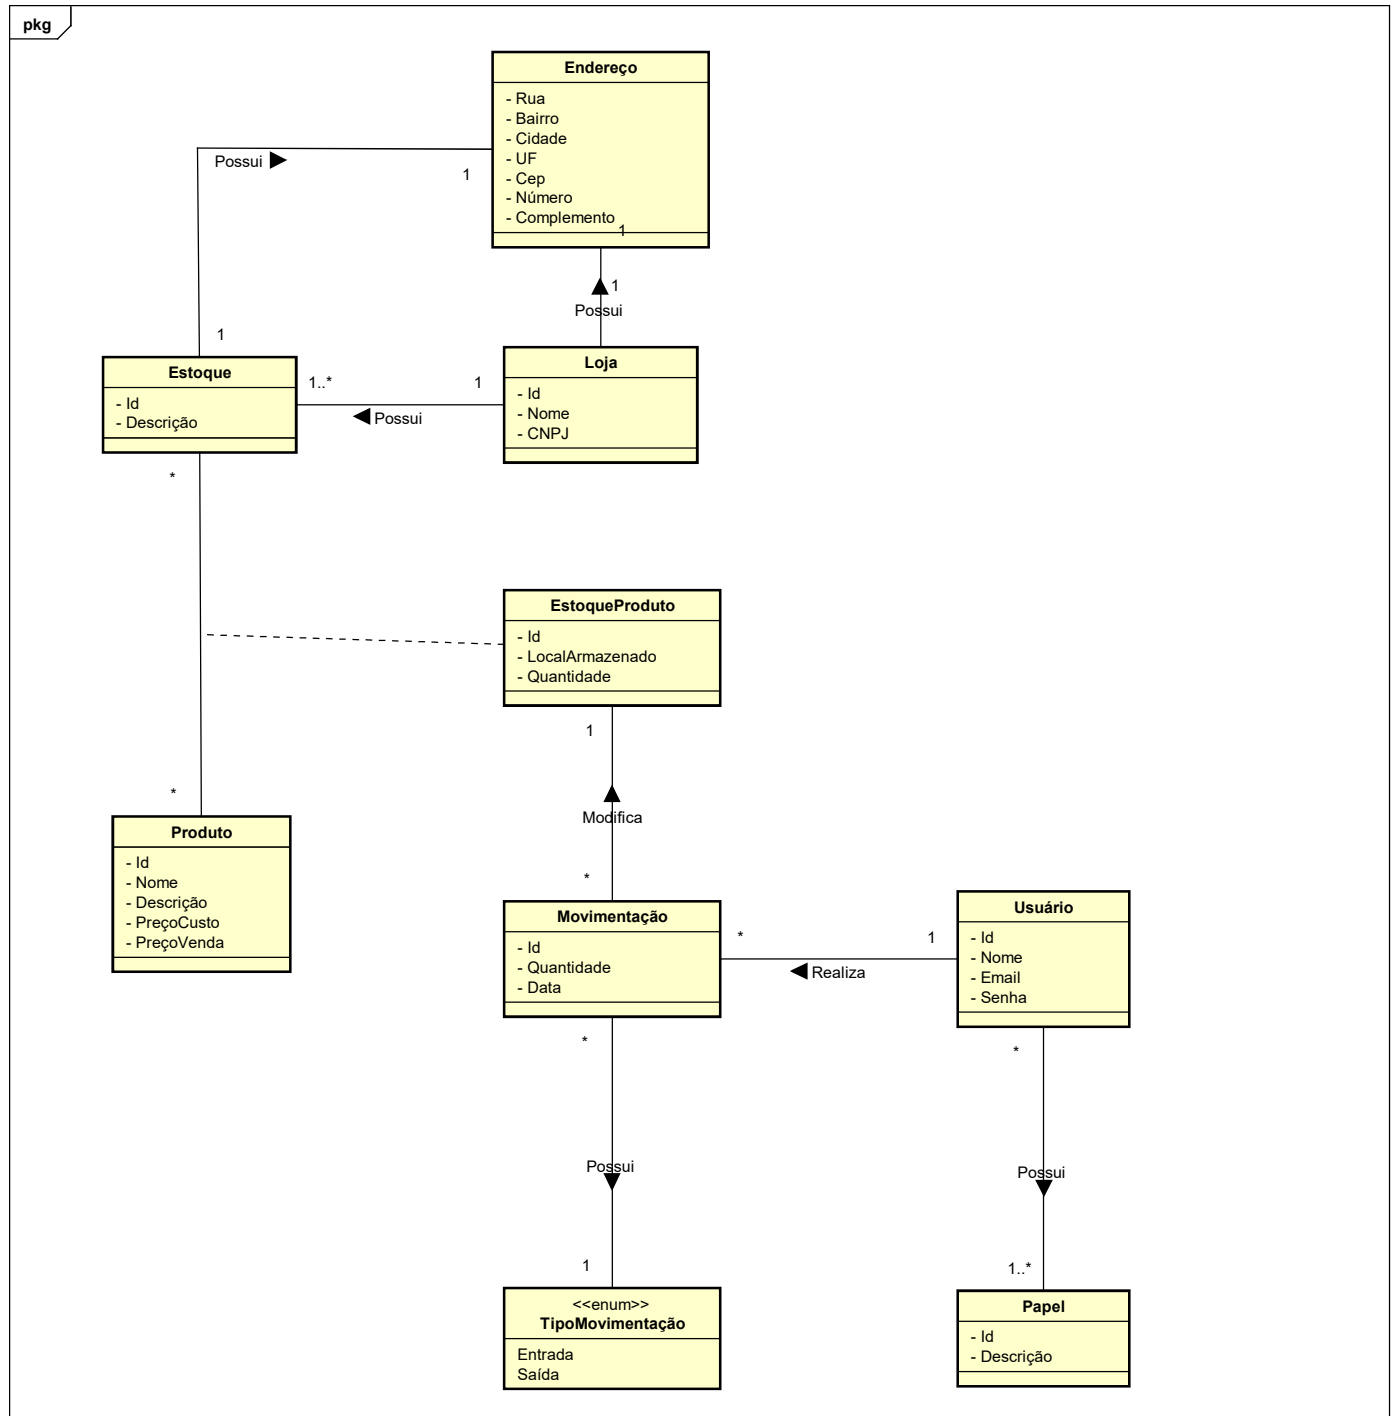 pkg
Endereço
- Rua
- Bairro
- Cidade
- UF
- Cep
- Número
- Complemento
1
Possui
1
1
Possui
1
Estoque
- Id
- Descrição
1..*
1
Possui
Loja
- Id
- Nome
- CNPJ
*
EstoqueProduto
- Id
- LocalArmazenado
- Quantidade
1
Modifica
*
*
Produto
- Id
- Nome
- Descrição
- PreçoCusto
- PreçoVenda
Movimentação
- Id
- Quantidade
- Data
*
1
Realiza
Usuário
- Id
- Nome
- Email
- Senha
*
Possui
1
*
Possui
1..*
<<enum>>
TipoMovimentação
Entrada
Saída
Papel
- Id
- Descrição